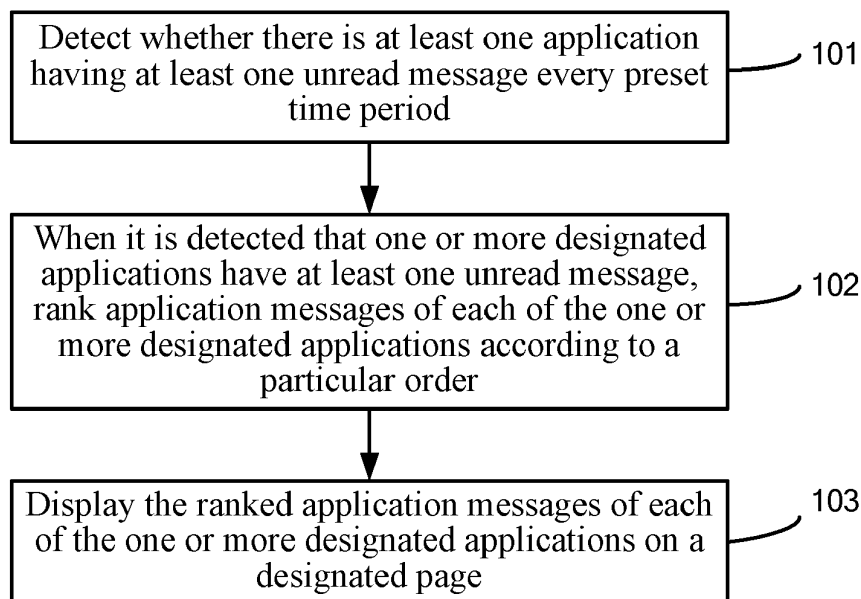 Detect whether there is at least one application
having at least one unread message every preset
time period
101
When it is detected that one or more designated
applications have at least one unread message,
rank application messages of each of the one or
more designated applications according to a
particular order
102
Display the ranked application messages of each
of the one or more designated applications on a
designated page
103